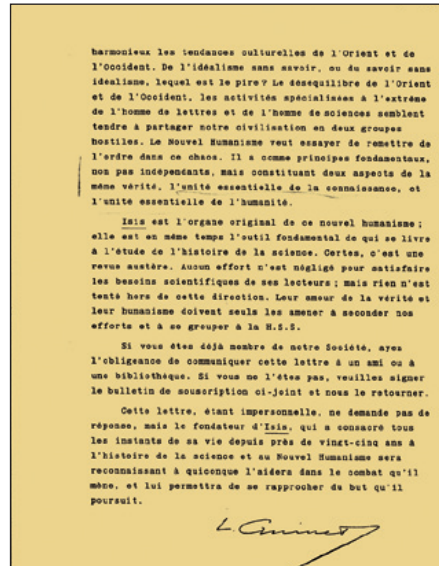 harmonieux les tendances culturelles de l'Orient et de
l'Occident. De l'idéalisme sans savoir, ou du savoir sans
idealisme, lequel est le pire ? Le déséquilibre de l'Orient
et de l'Occident, les activités spécialisées à l'extrême
de l'homme de lettres et de l'homme de sciences semblent
tendre à partager notre civilisation en deux groupes
hostiles. Le Nouvel Humanisme veut essayer de remettre de
l'ordre dans ce chaos. Il a comme principes fondamentaux,
non pas indépendants, mais constituant deux aspects de la
même vérité, l'unité essentielle de la connaissance, et
l'unité essentielle de l'humanité.
Isis est l'organe original de ce nouvel humanisme ;
elle est en même temps l'outil fondamental de qui se livre
à l'étude de l'histoire de la science. Certes, c'est une
revue austère. Aucun effort n'est négligé pour satisfaire
les besoins scientifiques de ses lecteurs ; mais rien n'est
tenté hors de cette direction. Leur amour de la vérité et
leur humanisme doivent seuls les amener à seconder nos
efforts et à se grouper à la H.S.S.
Si vous êtes déjà membre de notre Société, ayez
l'obligeance de communiquer cette lettre à un ami ou à
une bibliothèque. Si vous ne l'êtes pas, veuillez signer
le bulletin de souscription ci-joint et nous le retourner.
Cette lettre, étant impersonnelle, ne demande pas de
réponse, mais le fondateur d'Isis, qui a consacré tous
les instants de sa vie depuis près de vingt-cinq ans à
l'histoire de la science et au Nouvel Humanisme sera
reconnaissant à quiconque l'aidera dans le combat qu'il
mène, et lui permettra de se rapprocher du but qu'il
poursuit.
L. Guinet